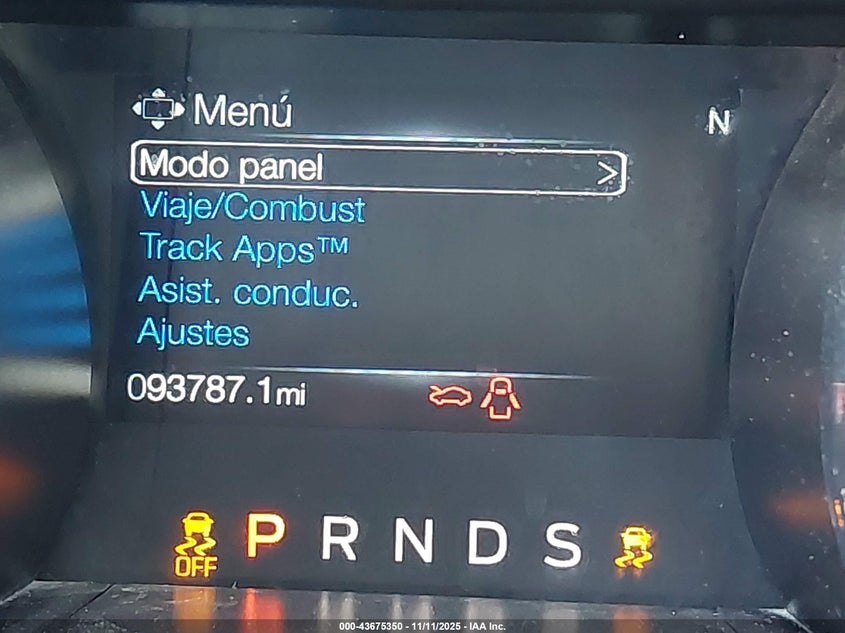 Menú
N
Modo panel >
Viaje/Combust
Track Apps™
Asist. conduc.
Ajustes
093787.1mi
OFF P R N D S
000-43675350 - 11/11/2025 - IAA Inc.